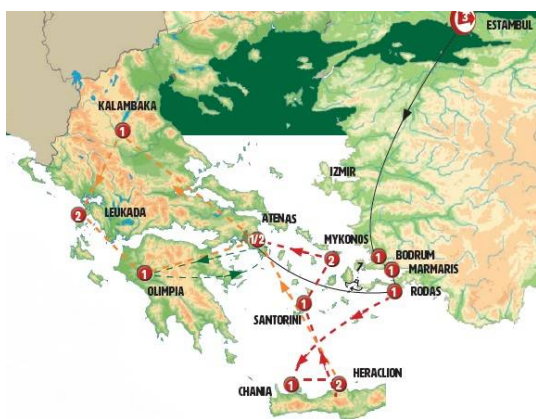 3
ESTAMBUL
KALAMBAKA
1
IZMIR
2
LEUKADA
ATENAS
1/2
MYKONOS
2
1
BODRUM
7
1
MARMARIS
1
OLIMPIA
1
RODAS
1
SANTORINI
CHANIA
1
2
HERACLION